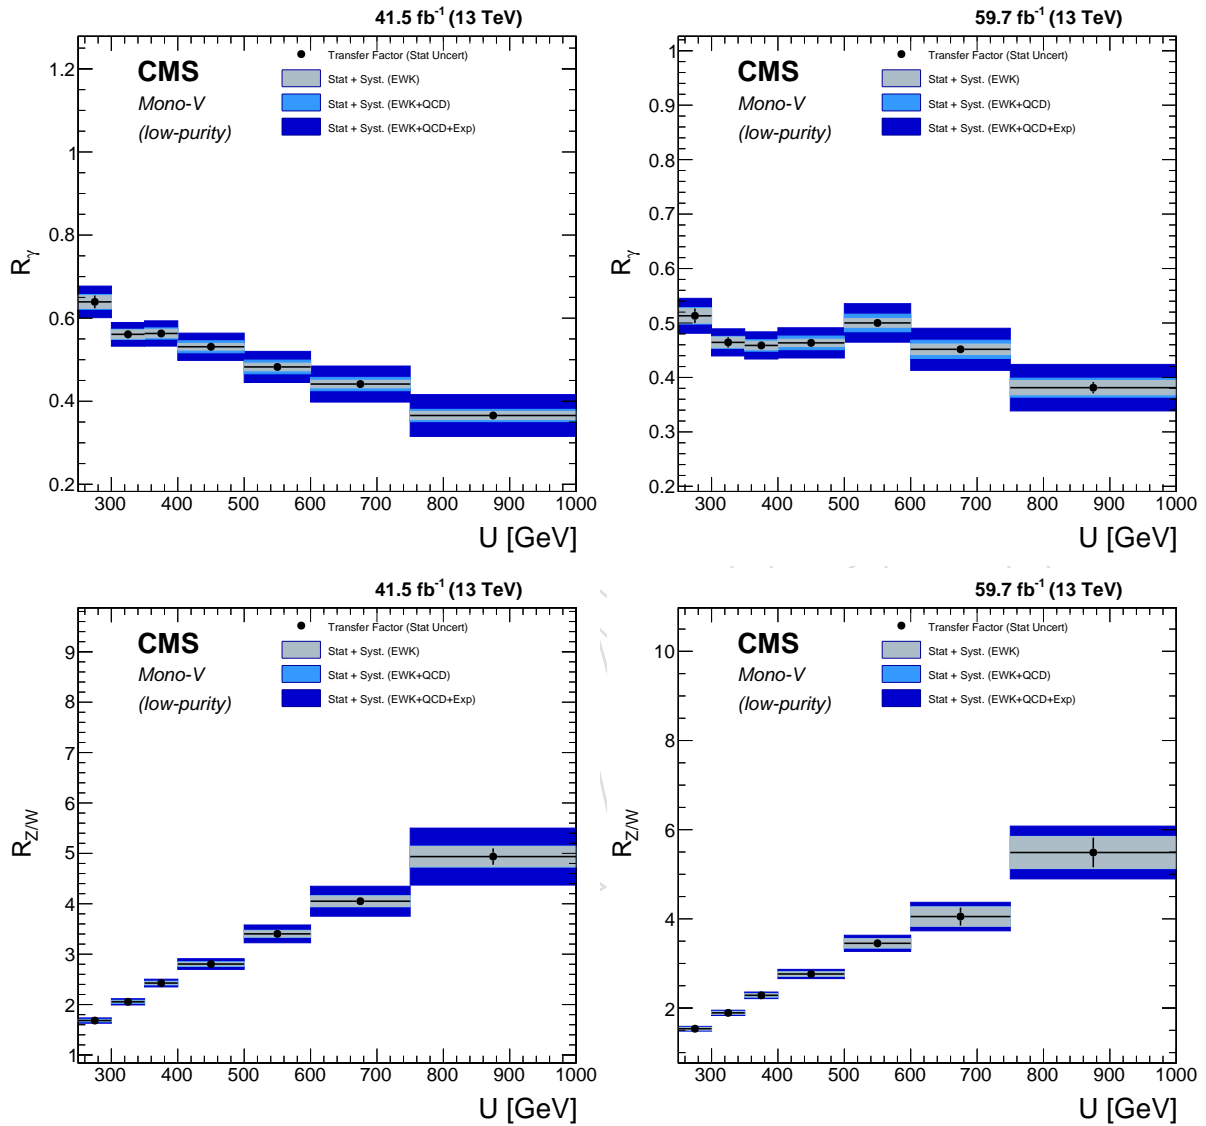 41.5 fb-1 (13 TeV)
CMS
Mono-V
(low-purity)
Transfer Factor (Stat Uncert)
Stat + Syst. (EWK)
Stat + Syst. (EWK+QCD)
Stat + Syst. (EWK+QCD+Exp)
Rγ
1.2
1
0.8
0.6
0.4
0.2
300 400 500 600 700 800 900 1000
U [GeV]
59.7 fb-1 (13 TeV)
CMS
Mono-V
(low-purity)
Transfer Factor (Stat Uncert)
Stat + Syst. (EWK)
Stat + Syst. (EWK+QCD)
Stat + Syst. (EWK+QCD+Exp)
Rγ
1
0.9
0.8
0.7
0.6
0.5
0.4
0.3
0.2
300 400 500 600 700 800 900 1000
U [GeV]
41.5 fb-1 (13 TeV)
CMS
Mono-V
(low-purity)
Transfer Factor (Stat Uncert)
Stat + Syst. (EWK)
Stat + Syst. (EWK+QCD)
Stat + Syst. (EWK+QCD+Exp)
RZ/W
9
8
7
6
5
4
3
2
1
300 400 500 600 700 800 900 1000
U [GeV]
59.7 fb-1 (13 TeV)
CMS
Mono-V
(low-purity)
Transfer Factor (Stat Uncert)
Stat + Syst. (EWK)
Stat + Syst. (EWK+QCD)
Stat + Syst. (EWK+QCD+Exp)
RZ/W
10
8
6
4
2
300 400 500 600 700 800 900 1000
U [GeV]